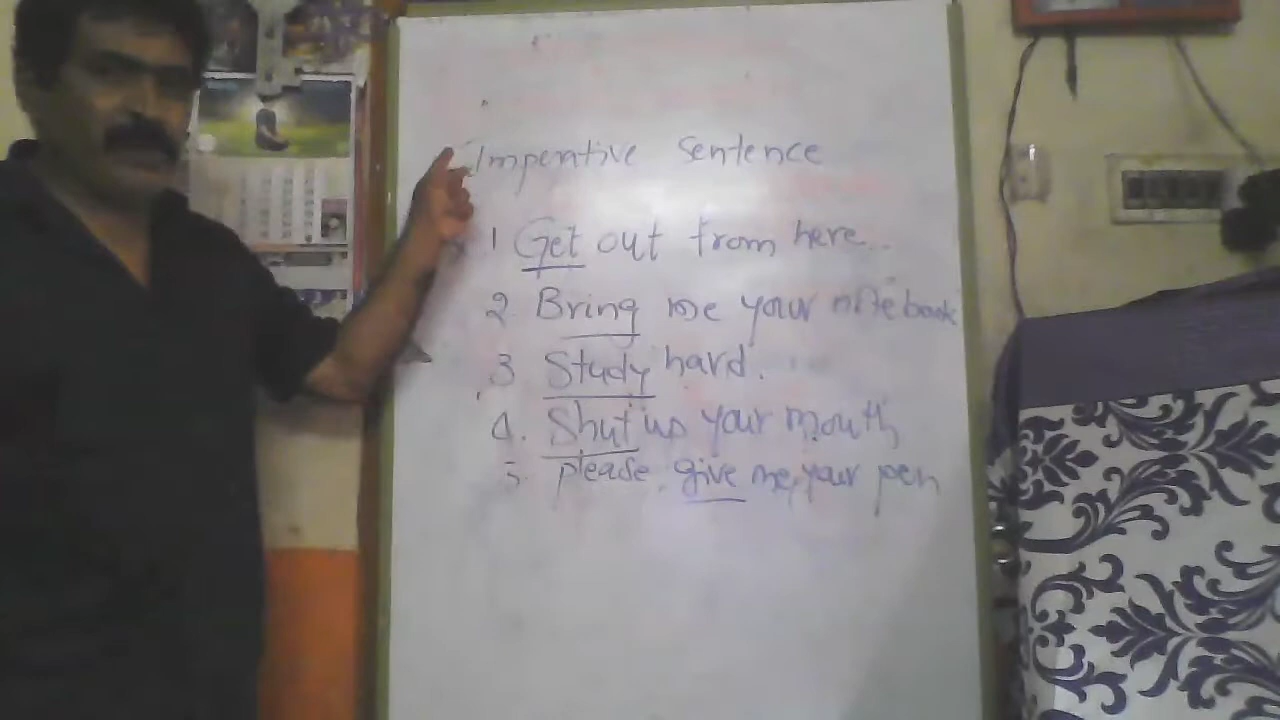 Imperative Sentence
1 Get out from here...
2 Bring me your notebook
3 Study hard.
4. Shut up your mouth
5. please give me your pen